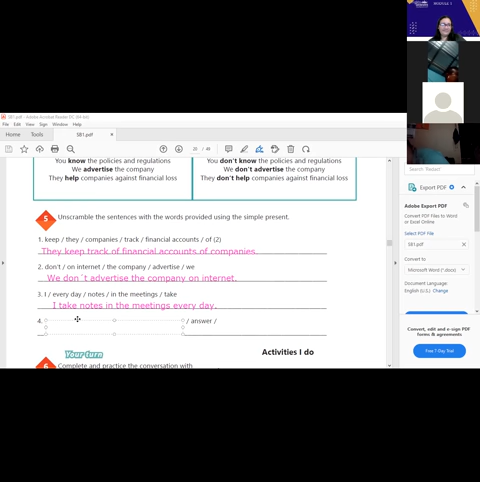 MODULE 1
SB1.pdf - Adobe Acrobat Reader DC (64-bit)
File Edit View Sign Window Help
Home Tools SB1.pdf ×
You know the policies and regulations
We advertise the company
They help companies against financial loss
You don't know the policies and regulations
We don't advertise the company
They don't help companies against financial loss
5 Unscramble the sentences with the words provided using the simple present.
1. keep / they / companies / track / financial accounts / of (2)
They keep track of financial accounts of companies.
2. don't / on internet / the company / advertise / we
We don´t advertise the company on internet.
3. I / every day / notes / in the meetings / take
I take notes in the meetings every day.
4. / answer /
Your turn
Activities I do
6 Complete and practice the conversation with
Export PDF
Adobe Export PDF
Convert PDF Files to Word
or Excel Online
Select PDF File
SB1.pdf ×
Convert to
Microsoft Word (*.docx)
Document Language:
English (U.S.) Change
Convert, edit and e-sign PDF
forms & agreements
Free 7-Day Trial